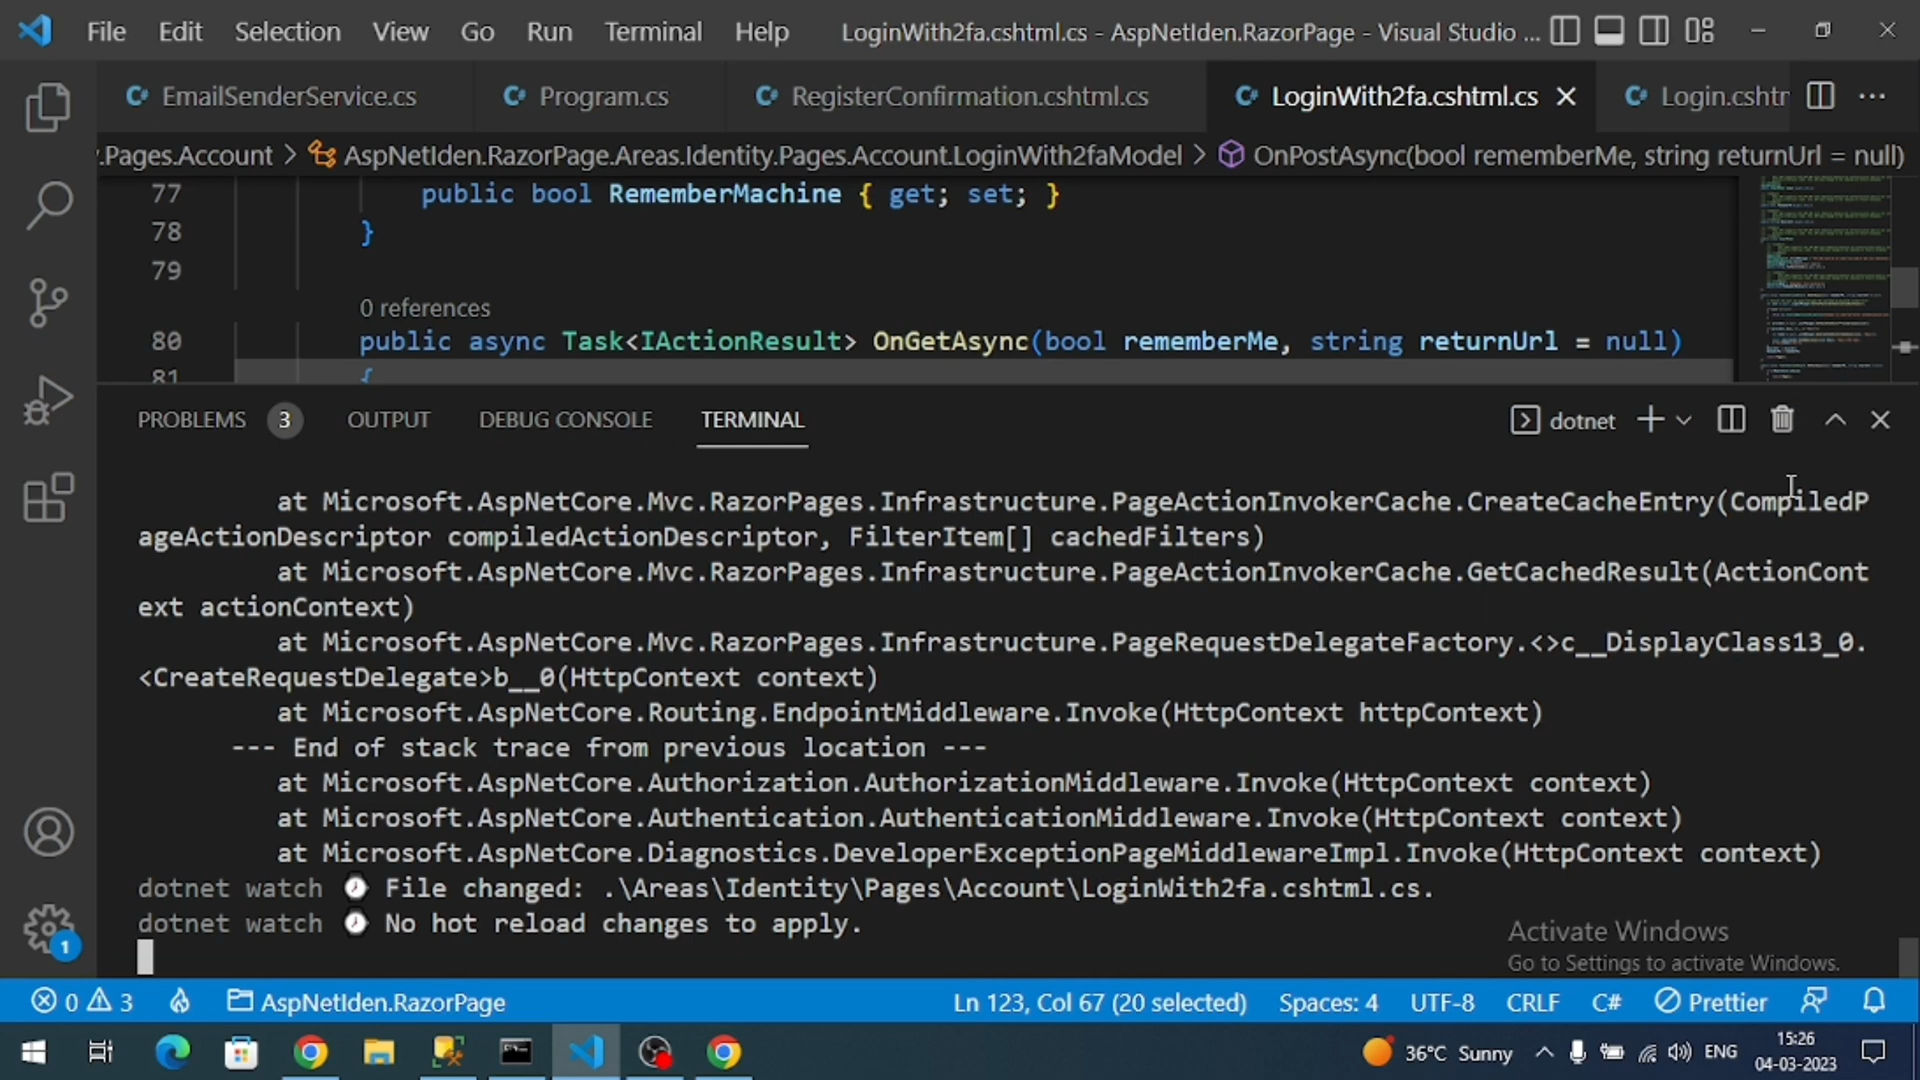 File Edit Selection View Go Run Terminal Help LoginWith2fa.cshtml.cs - AspNetIden.RazorPage - Visual Studio ...
EmailSenderService.cs Program.cs RegisterConfirmation.cshtml.cs LoginWith2fa.cshtml.cs Login.cshtr
.Pages.Account > AspNetIden.RazorPage.Areas.Identity.Pages.Account.LoginWith2faModel > OnPostAsync(bool rememberMe, string returnUrl = null)
77 public bool RememberMachine { get; set; }
78 }
79
0 references
80 public async Task<IActionResult> OnGetAsync(bool rememberMe, string returnUrl = null)
81 {
PROBLEMS 3 OUTPUT DEBUG CONSOLE TERMINAL dotnet
at Microsoft.AspNetCore.Mvc.RazorPages.Infrastructure.PageActionInvokerCache.CreateCacheEntry(CompiledP
ageActionDescriptor compiledActionDescriptor, FilterItem[] cachedFilters)
at Microsoft.AspNetCore.Mvc.RazorPages.Infrastructure.PageActionInvokerCache.GetCachedResult(ActionCont
ext actionContext)
at Microsoft.AspNetCore.Mvc.RazorPages.Infrastructure.PageRequestDelegateFactory.<>c__DisplayClass13_0.
<CreateRequestDelegate>b__0(HttpContext context)
at Microsoft.AspNetCore.Routing.EndpointMiddleware.Invoke(HttpContext httpContext)
--- End of stack trace from previous location ---
at Microsoft.AspNetCore.Authorization.AuthorizationMiddleware.Invoke(HttpContext context)
at Microsoft.AspNetCore.Authentication.AuthenticationMiddleware.Invoke(HttpContext context)
at Microsoft.AspNetCore.Diagnostics.DeveloperExceptionPageMiddlewareImpl.Invoke(HttpContext context)
dotnet watch File changed: .\Areas\Identity\Pages\Account\LoginWith2fa.cshtml.cs.
dotnet watch No hot reload changes to apply.
Activate Windows
Go to Settings to activate Windows.
1
0 3 AspNetIden.RazorPage Ln 123, Col 67 (20 selected) Spaces: 4 UTF-8 CRLF C# Prettier
36°C Sunny ENG 15:26
04-03-2023